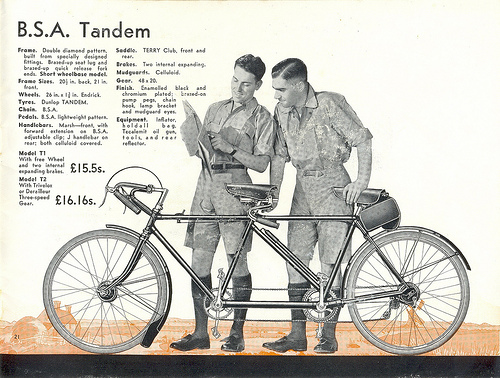 B.S.A. Tandem
Frame. Double diamond pattern,
built from specially designed
fittings. Brazed-up seat lug and
brazed-up quick release fork
ends. Short wheelbase model.
Frame Sizes. 20½ in. back, 21 in.
front.
Wheels. 26 in. x 1⅜ in. Endrick.
Tyres. Dunlop TANDEM.
Chain. B.S.A.
Pedals. B.S.A. lightweight pattern.
Handlebars. Marsh—front, with
forward extension on B.S.A.
adjustable clip; J handlebar on
rear; both celluloid covered.
Model T1
With free Wheel
and two internal
expanding brakes. £15.5s.
Model T2
With Trivelox
or Derailleur
Three-speed
Gear. £16.16s.
Saddle. TERRY Club, front and
rear.
Brakes. Two internal expanding.
Mudguards. Celluloid.
Gear. 48 x 20.
Finish. Enamelled black and
chromium plated; brazed-on
pump pegs, chain
hook, lamp bracket
and mudguard eyes.
Equipment. Inflator,
holdall bag,
Tecalemit oil gun,
tools, and rear
reflector.
21